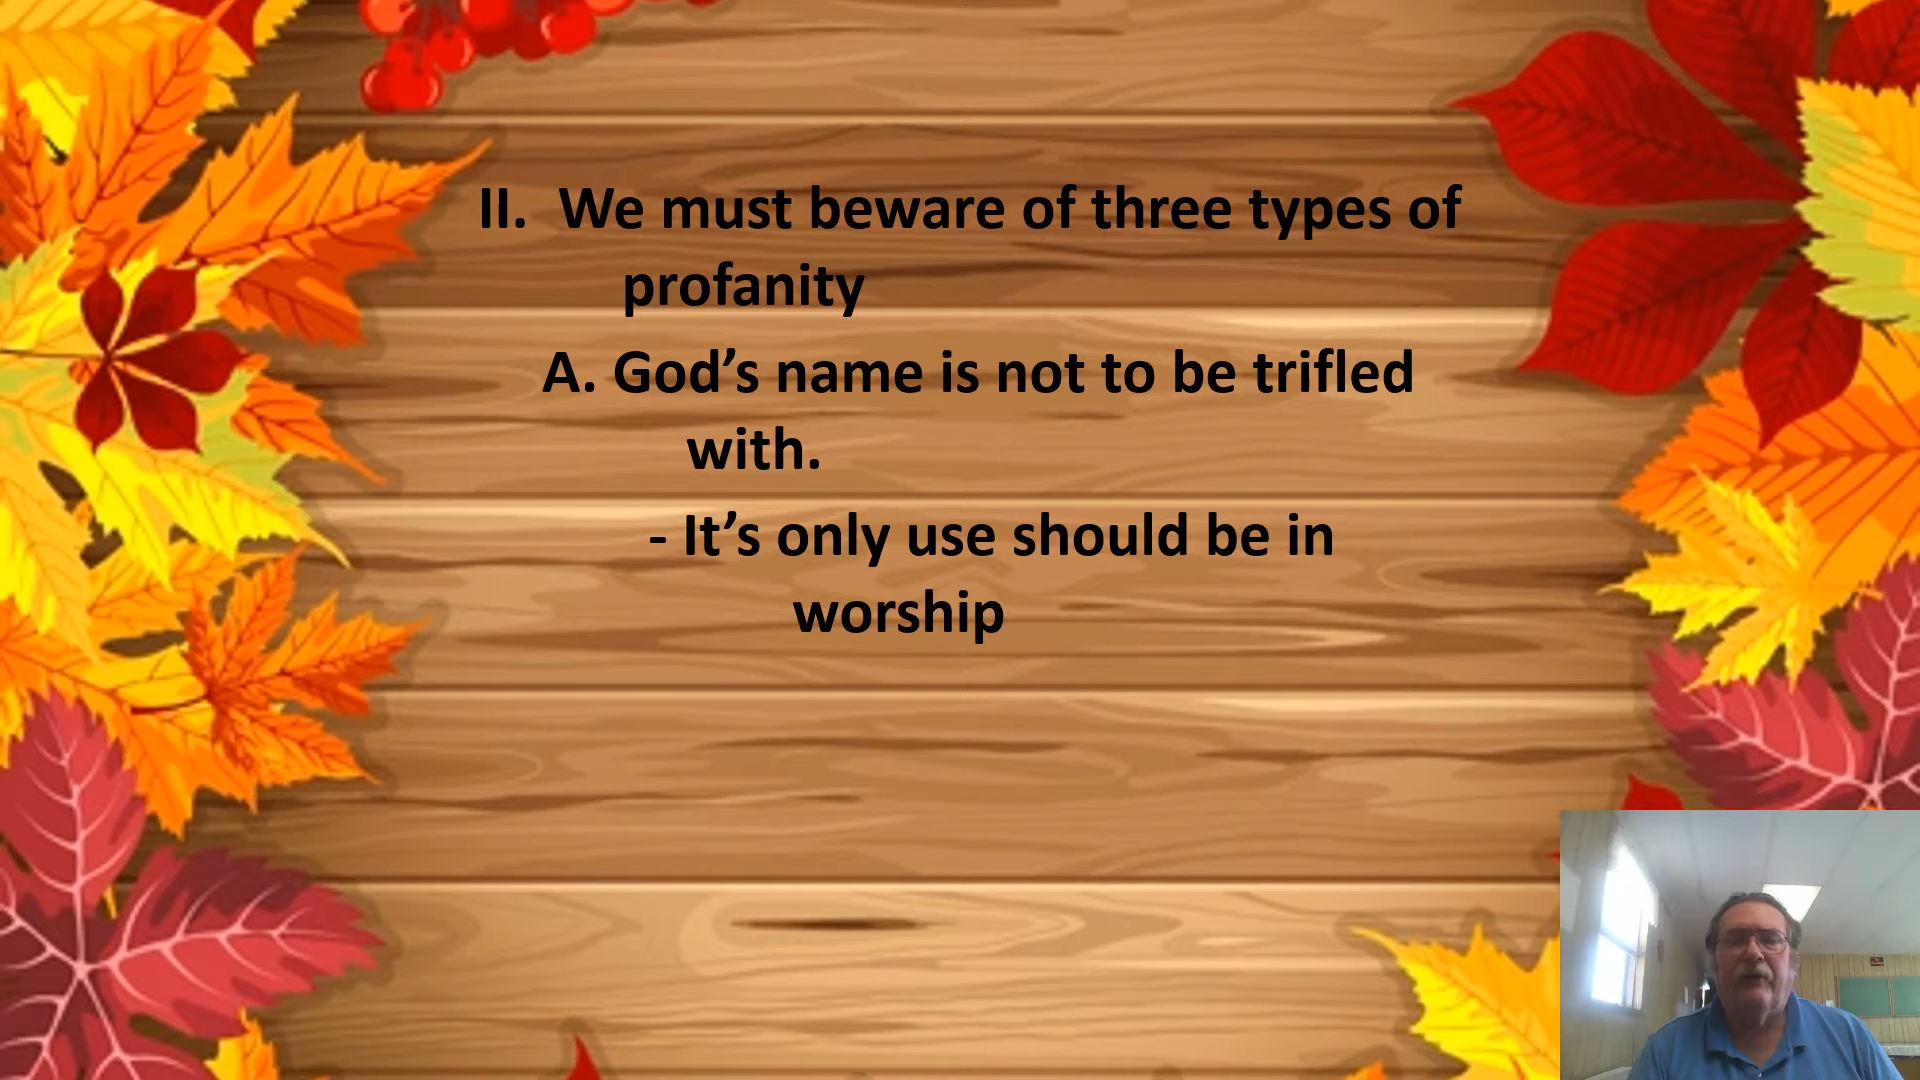 II.  We must beware of three types of
profanity
A. God’s name is not to be trifled
with.
- It’s only use should be in
worship